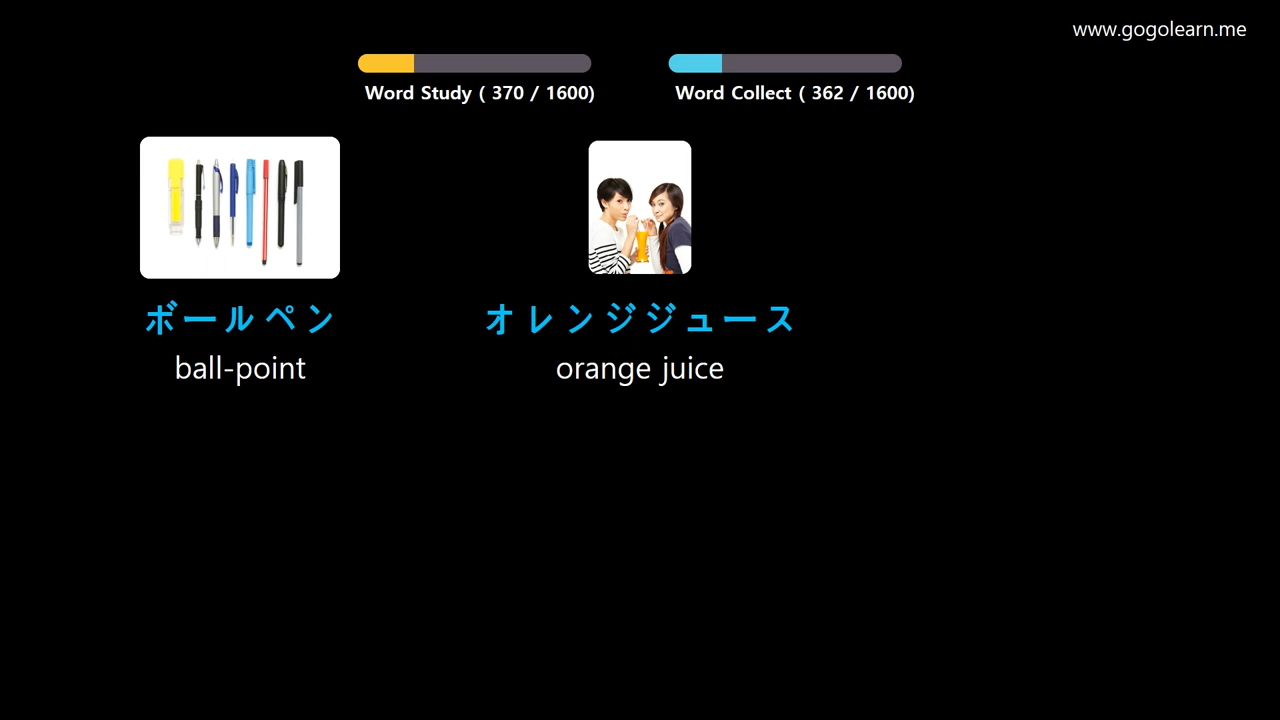 www.gogolearn.me
Word Study ( 370 / 1600)
Word Collect ( 362 / 1600)
ボールペン
ball-point
オレンジジュース
orange juice